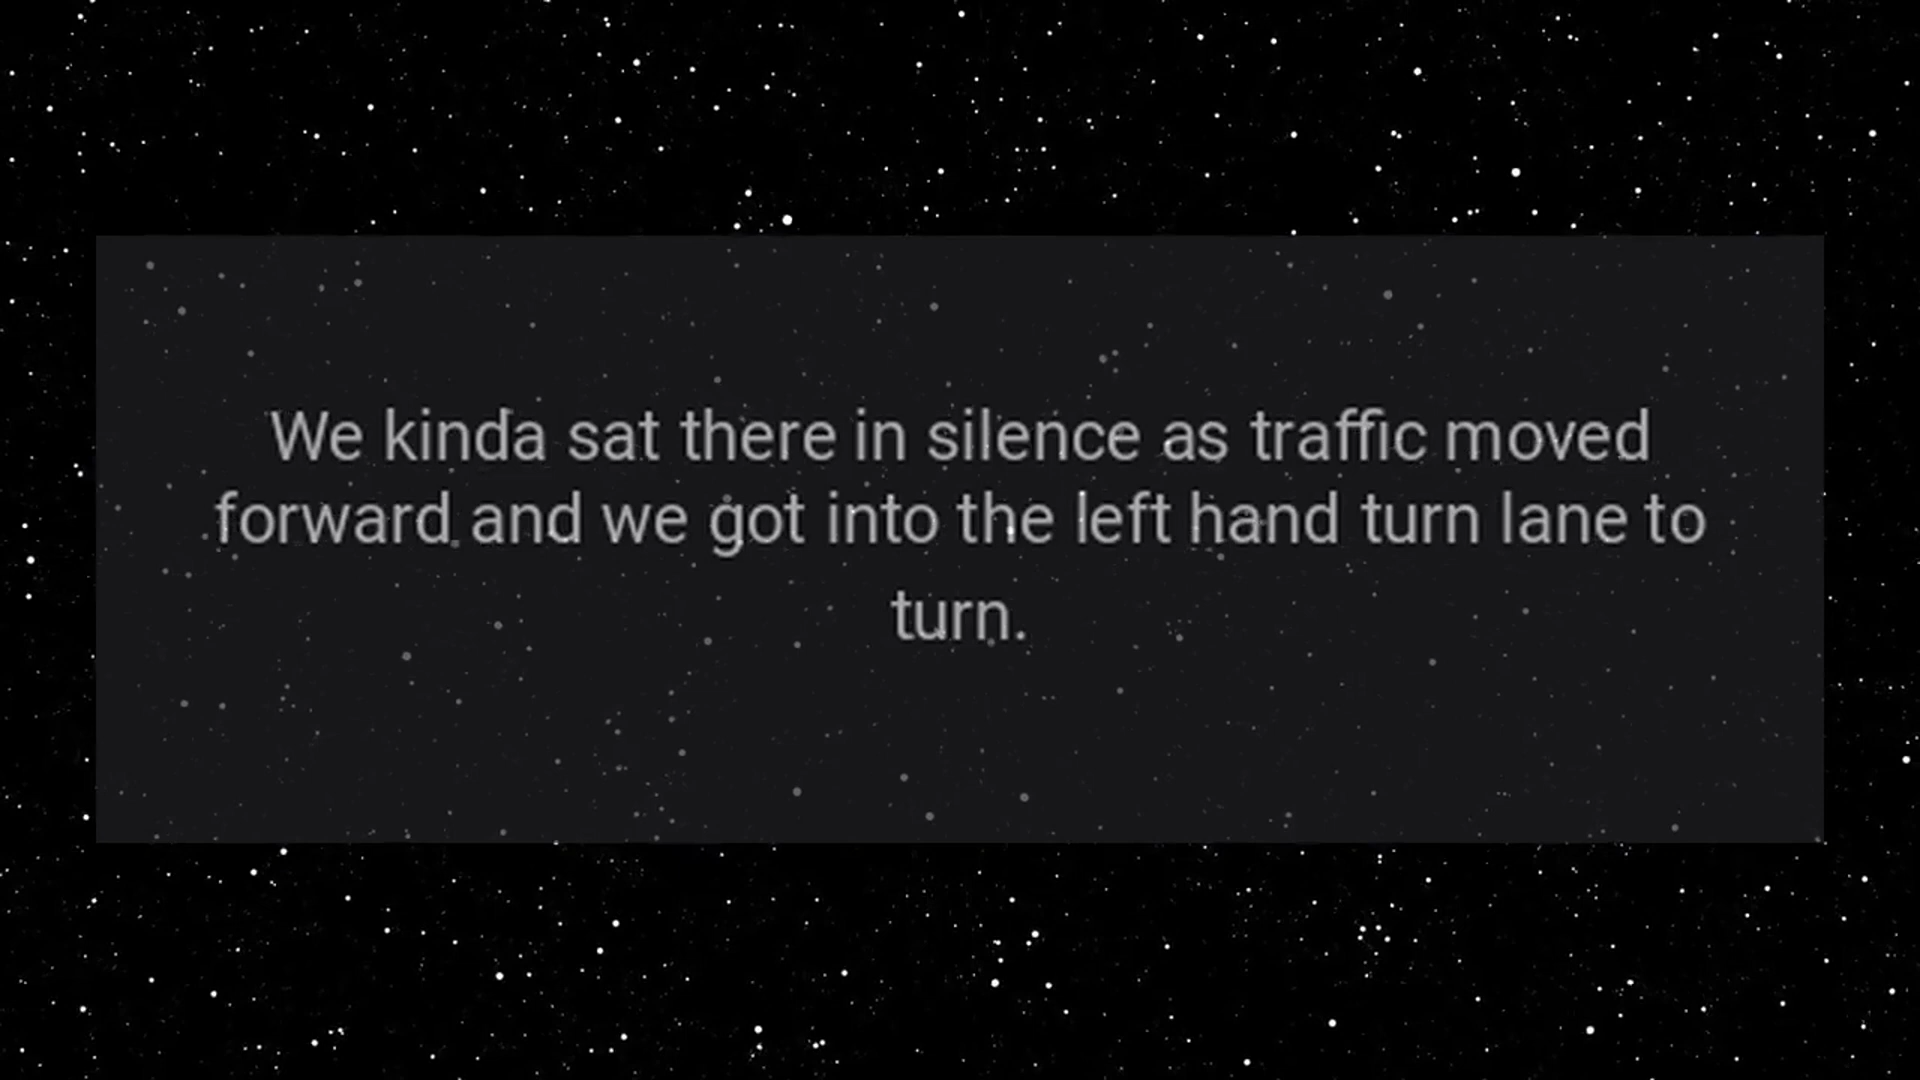 We kinda sat there in silence as traffic moved
forward and we got into the left hand turn lane to
turn.